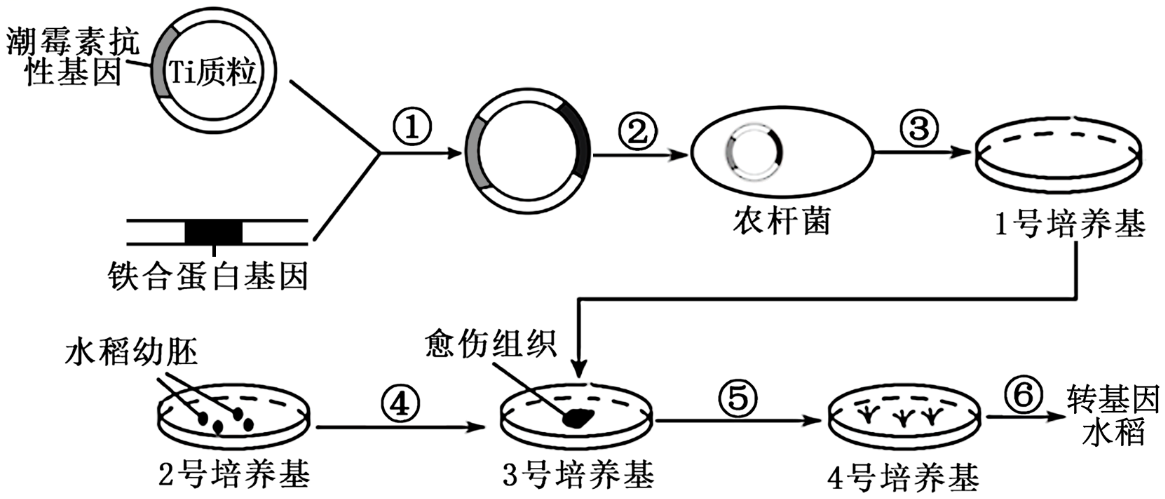 潮霉素抗
性基因
Ti质粒
①
②
③
农杆菌
1号培养基
铁合蛋白基因
水稻幼胚
愈伤组织
④
⑤
⑥
转基因
水稻
2号培养基
3号培养基
4号培养基